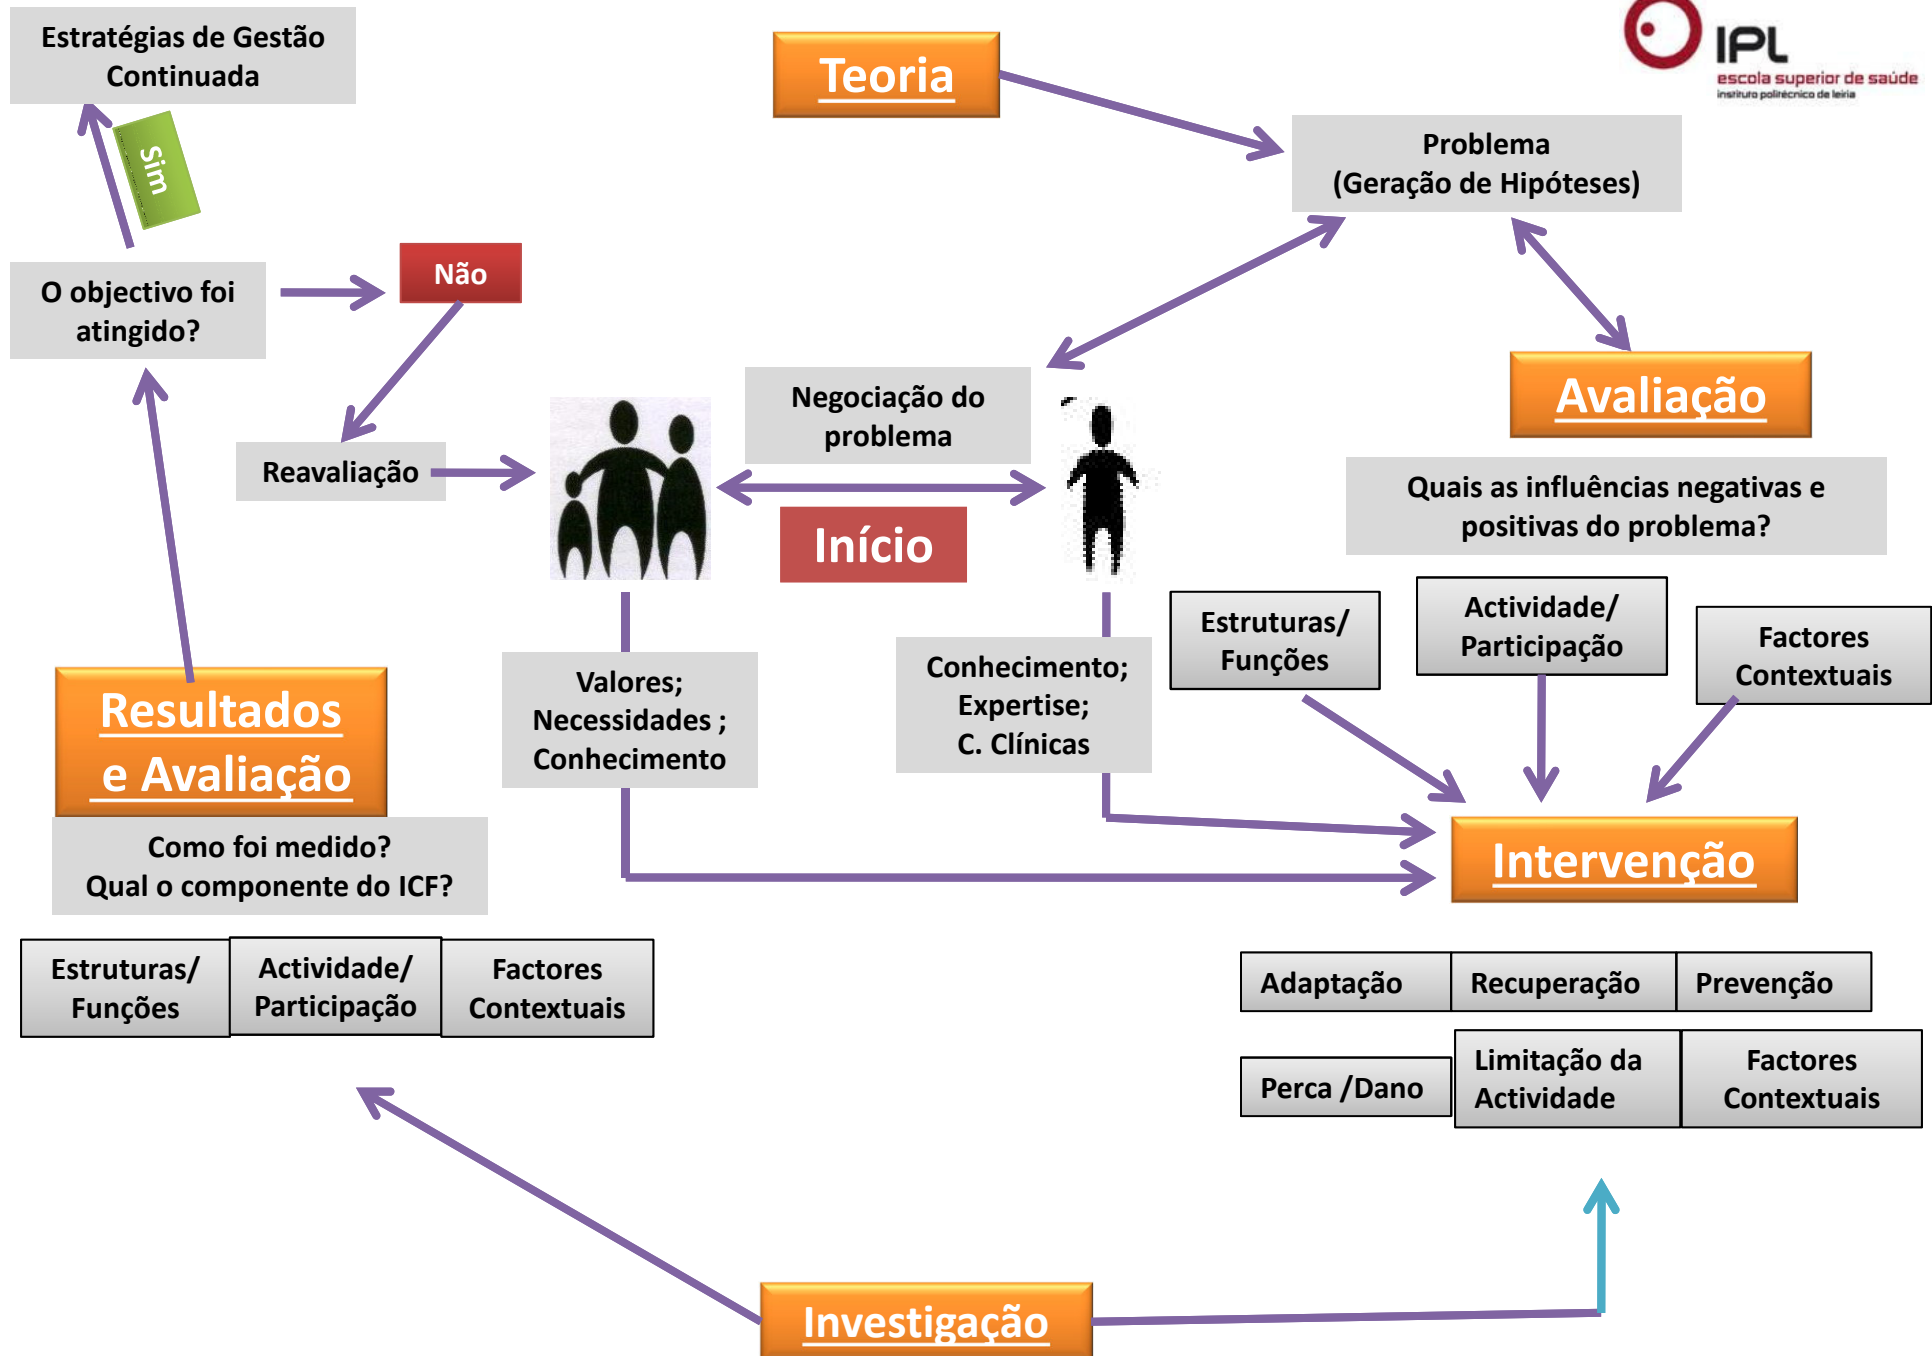 Estratégias de Gestão
Continuada
Teoria
IPL
escola superior de saúde
instituto politécnico de leiria
Sim
Problema
(Geração de Hipóteses)
O objectivo foi
atingido?
Não
Negociação do
problema
Avaliação
Reavaliação
Início
Quais as influências negativas e
positivas do problema?
Estruturas/
Funções
Actividade/
Participação
Factores
Contextuais
Valores;
Necessidades ;
Conhecimento
Conhecimento;
Expertise;
C. Clínicas
Resultados
e Avaliação
Como foi medido?
Qual o componente do ICF?
Intervenção
Estruturas/
Funções
Actividade/
Participação
Factores
Contextuais
Adaptação
Recuperação
Prevenção
Perca /Dano
Limitação da
Actividade
Factores
Contextuais
Investigação